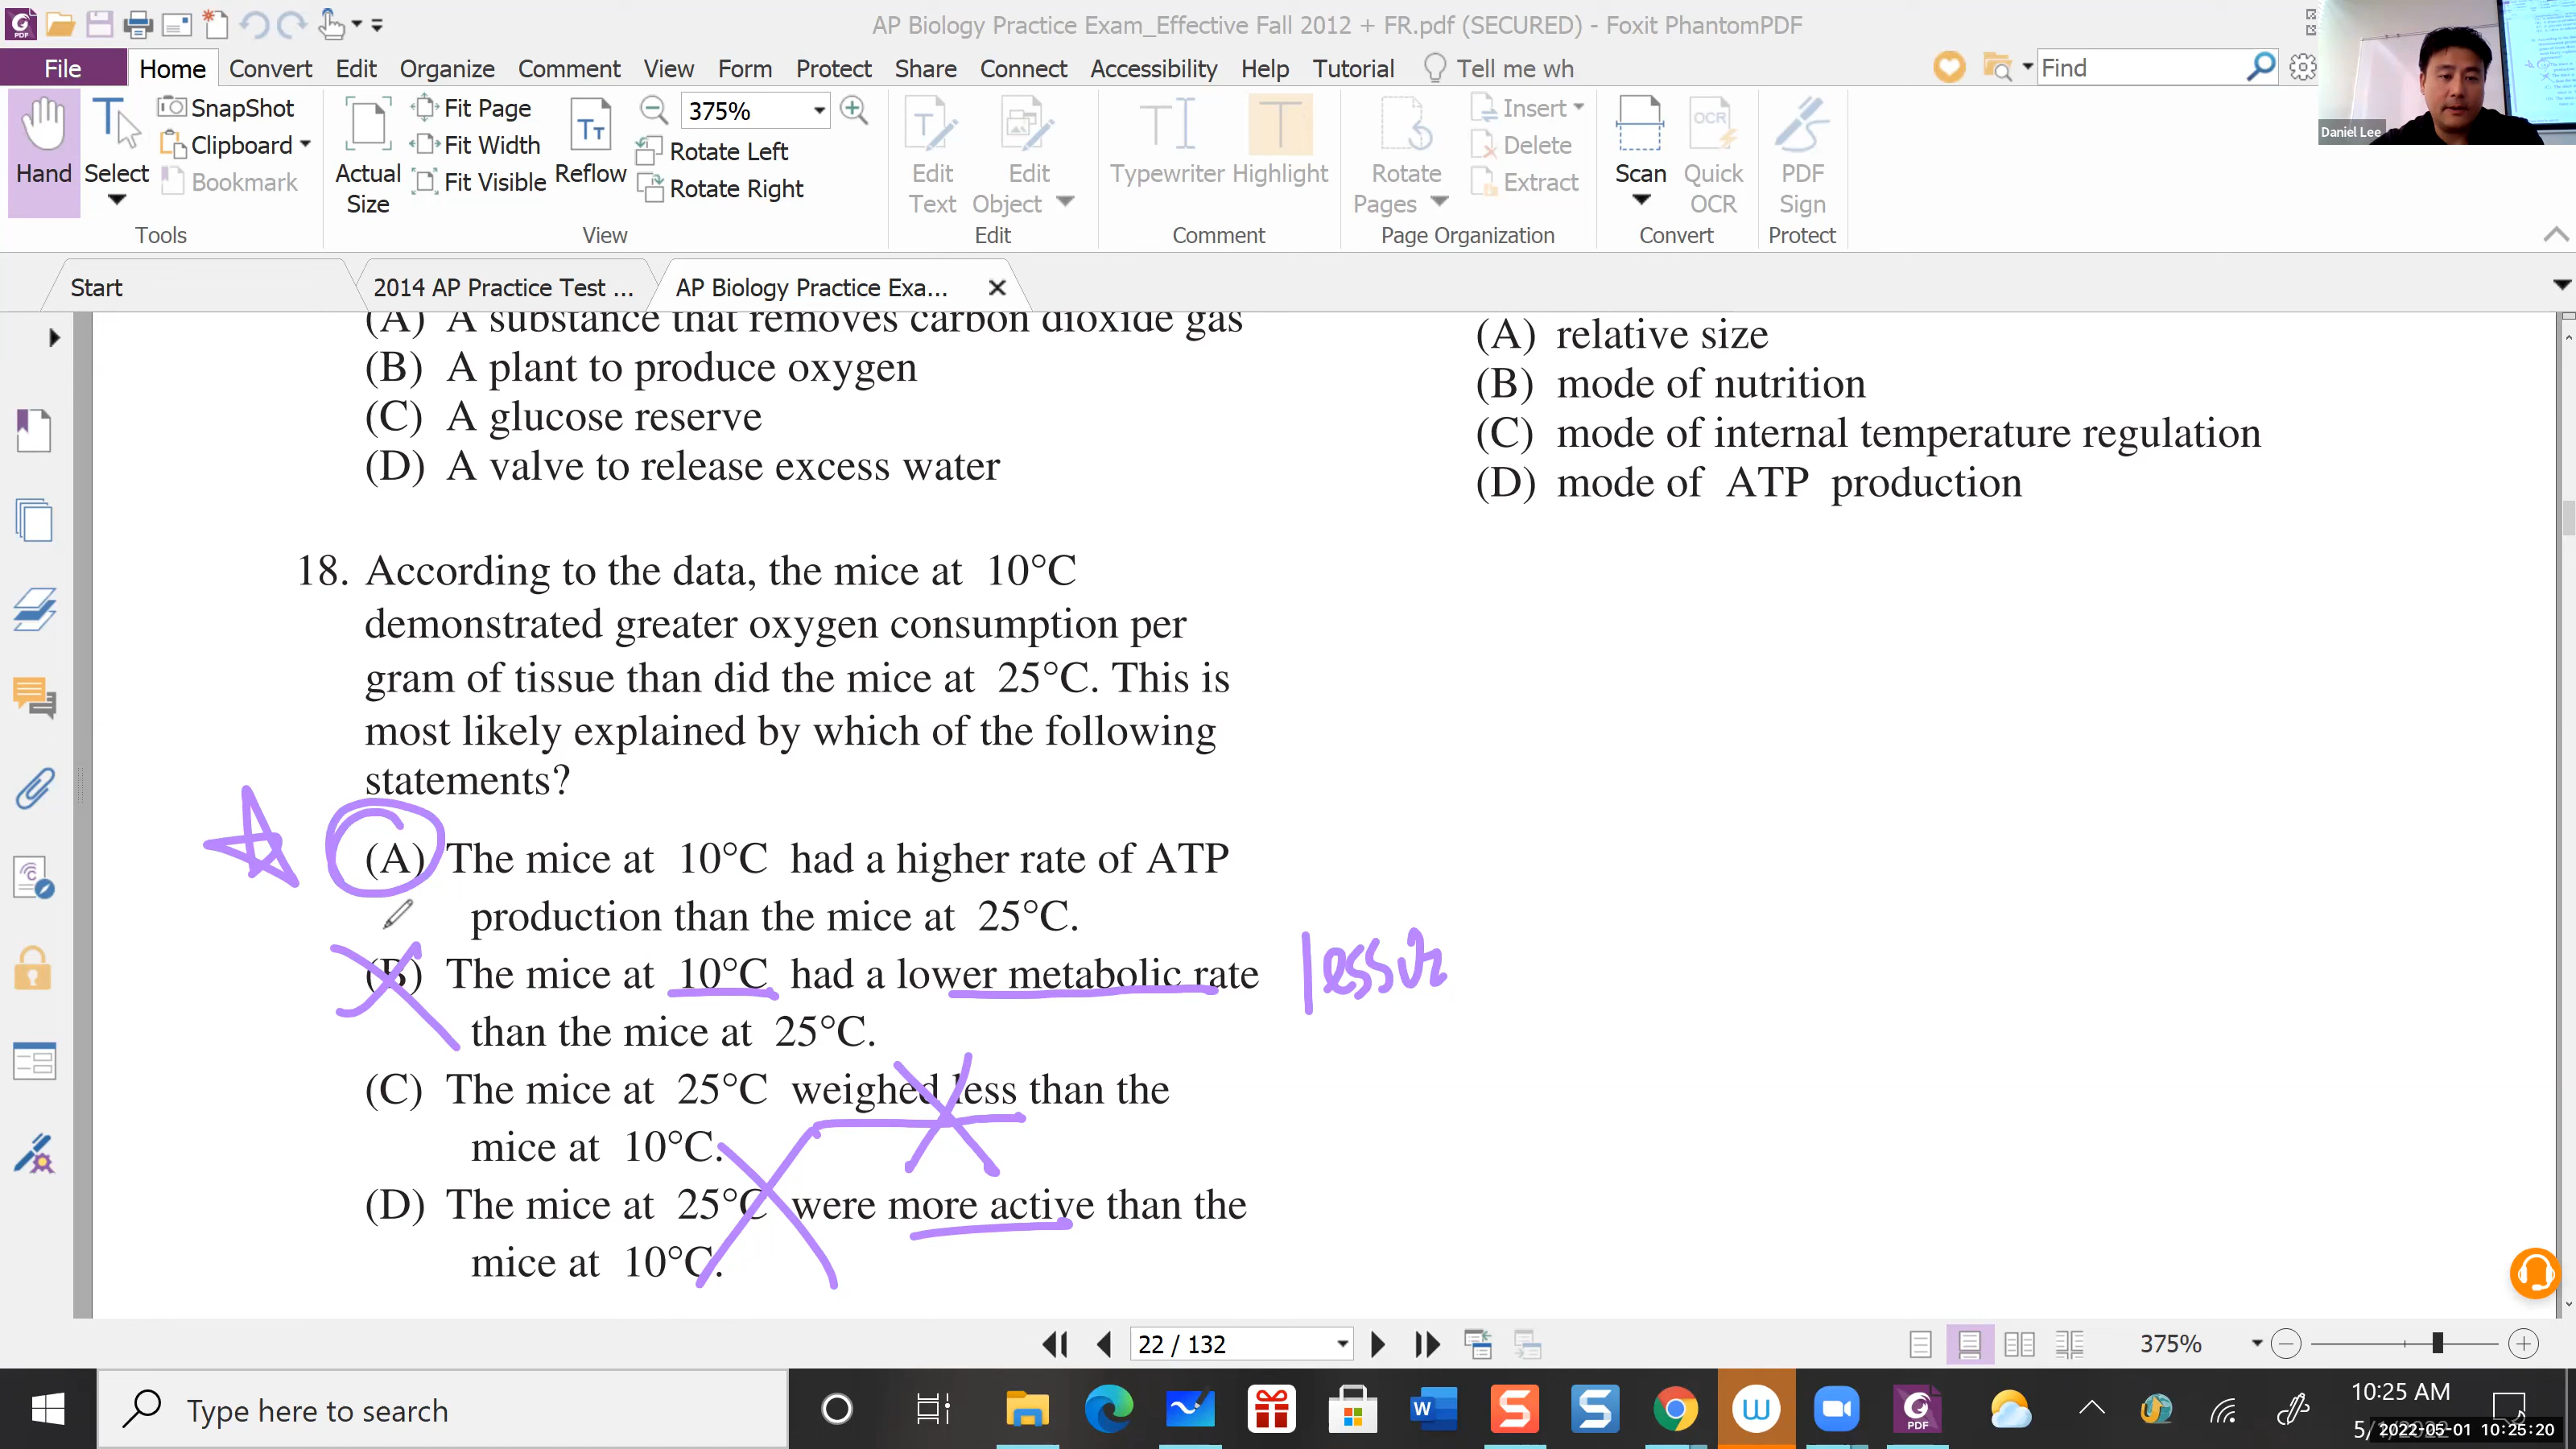 AP Biology Practice Exam_Effective Fall 2012 + FR.pdf (SECURED) - Foxit PhantomPDF
File Home Convert Edit Organize Comment View Form Protect Share Connect Accessibility Help Tutorial Tell me wh Find
Daniel Lee
Hand
Select
SnapShot
Clipboard
Bookmark
Tools
Actual Size
Fit Page
Fit Width
Fit Visible
Reflow
375%
Rotate Left
Rotate Right
View
Edit Text
Edit Object
Edit
Typewriter
Highlight
Comment
Rotate Pages
Insert
Delete
Extract
Page Organization
Scan
Quick OCR
Convert
PDF Sign
Protect
Start
2014 AP Practice Test ...
AP Biology Practice Exa...
(A) A substance that removes carbon dioxide gas
(B) A plant to produce oxygen
(C) A glucose reserve
(D) A valve to release excess water
(A) relative size
(B) mode of nutrition
(C) mode of internal temperature regulation
(D) mode of ATP production
18. According to the data, the mice at 10°C
demonstrated greater oxygen consumption per
gram of tissue than did the mice at 25°C. This is
most likely explained by which of the following
statements?
(A) The mice at 10°C had a higher rate of ATP
production than the mice at 25°C.
(B) The mice at 10°C had a lower metabolic rate
than the mice at 25°C.
(C) The mice at 25°C weighed less than the
mice at 10°C.
(D) The mice at 25°C were more active than the
mice at 10°C.
22 / 132
375%
Type here to search
10:25 AM
2022-05-01 10:25:20